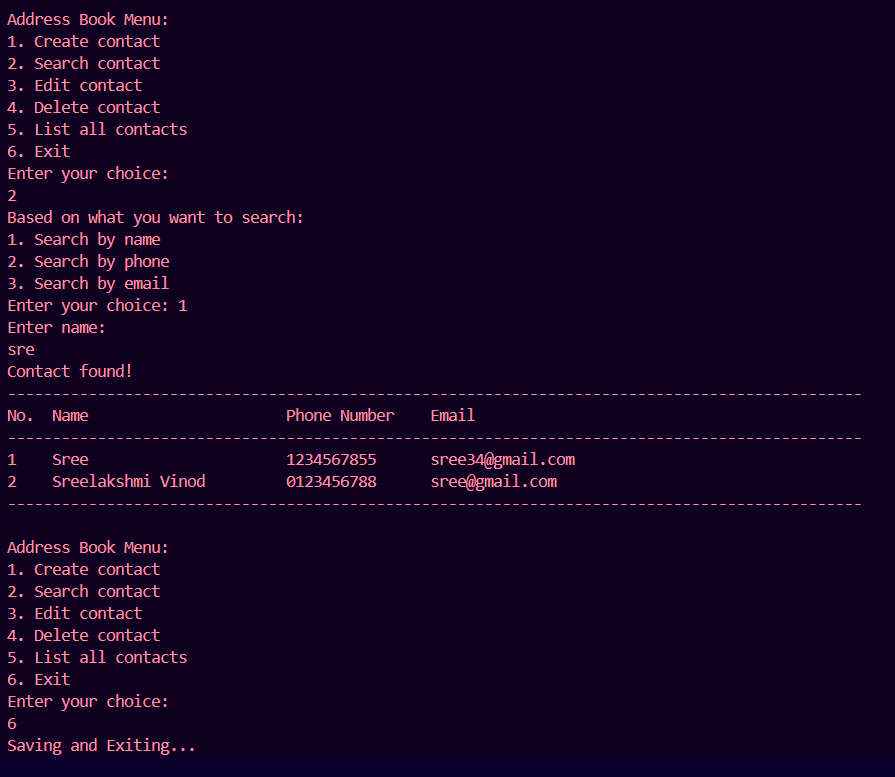 Address Book Menu:
1. Create contact
2. Search contact
3. Edit contact
4. Delete contact
5. List all contacts
6. Exit
Enter your choice:
2
Based on what you want to search:
1. Search by name
2. Search by phone
3. Search by email
Enter your choice: 1
Enter name:
sre
Contact found!
-----------------------------------------------------------------------------------------------
No.  Name                      Phone Number    Email
-----------------------------------------------------------------------------------------------
1    Sree                      1234567855      sree34@gmail.com
2    Sreelakshmi Vinod         0123456788      sree@gmail.com
-----------------------------------------------------------------------------------------------
Address Book Menu:
1. Create contact
2. Search contact
3. Edit contact
4. Delete contact
5. List all contacts
6. Exit
Enter your choice:
6
Saving and Exiting...